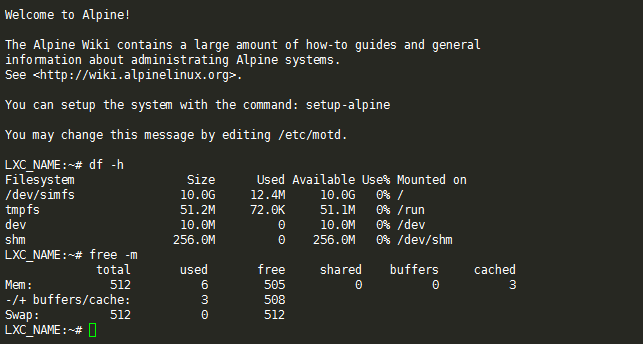 Welcome to Alpine!
The Alpine Wiki contains a large amount of how-to guides and general
information about administrating Alpine systems.
See <http://wiki.alpinelinux.org>.
You can setup the system with the command: setup-alpine
You may change this message by editing /etc/motd.
LXC_NAME:~# df -h
Filesystem                Size      Used Available Use% Mounted on
/dev/simfs               10.0G     12.4M     10.0G   0% /
tmpfs                    51.2M     72.0K     51.1M   0% /run
dev                      10.0M         0     10.0M   0% /dev
shm                     256.0M         0    256.0M   0% /dev/shm
LXC_NAME:~# free -m
             total       used       free     shared    buffers     cached
Mem:           512          6        505          0          0          3
-/+ buffers/cache:          3        508
Swap:          512          0        512
LXC_NAME:~#